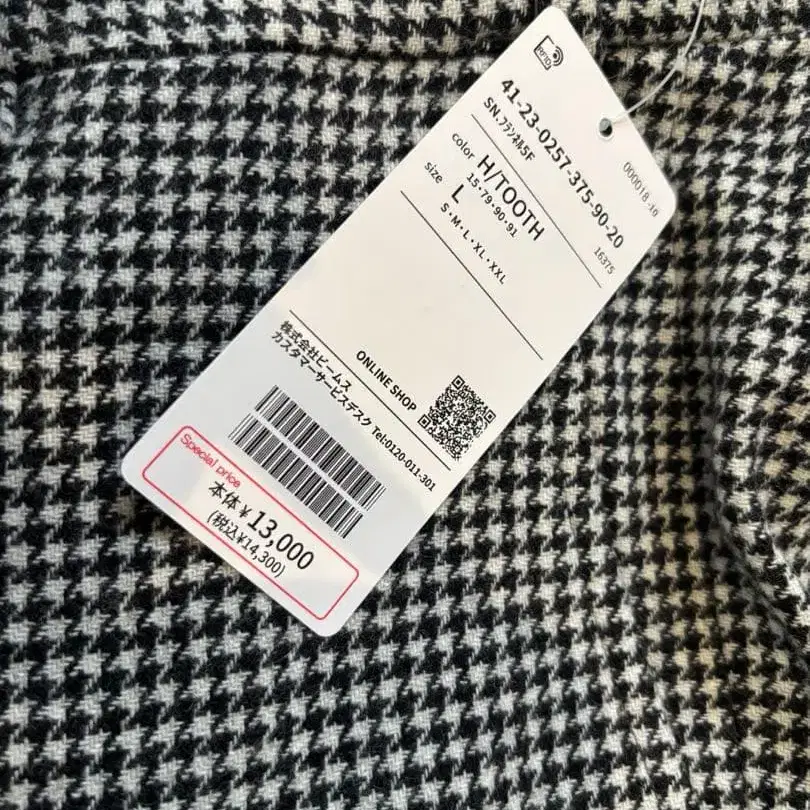 RFID
000018-10
41-23-0257-375-90-20
SN.フランネル5F
16375
color H/TOOTH
15・79・90・91
size L
S・M・L・XL・XXL
ONLINE SHOP
株式会社ビームス
カスタマーサービスデスク Tel:0120-011-301
Special price
本体¥13,000
(税込¥14,300)